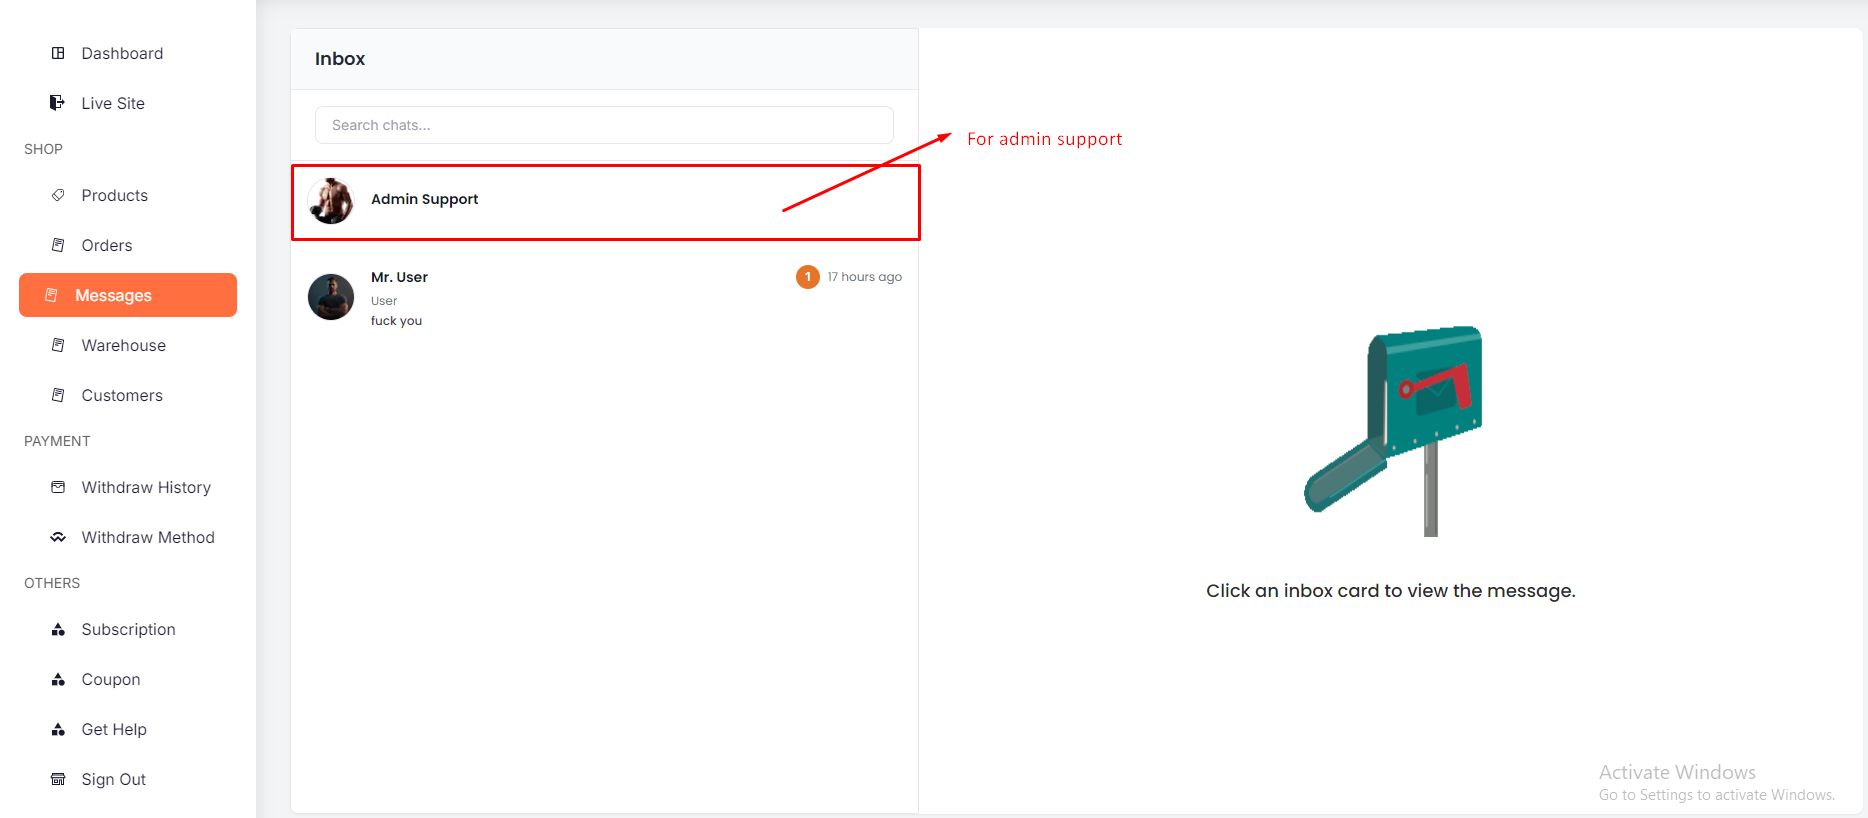 Dashboard
Live Site
SHOP
Products
Orders
Messages
Warehouse
Customers
PAYMENT
Withdraw History
Withdraw Method
OTHERS
Subscription
Coupon
Get Help
Sign Out
Inbox
Search chats...
Admin Support
For admin support
Mr. User
1 17 hours ago
User
fuck you
Click an inbox card to view the message.
Activate Windows
Go to Settings to activate Windows.